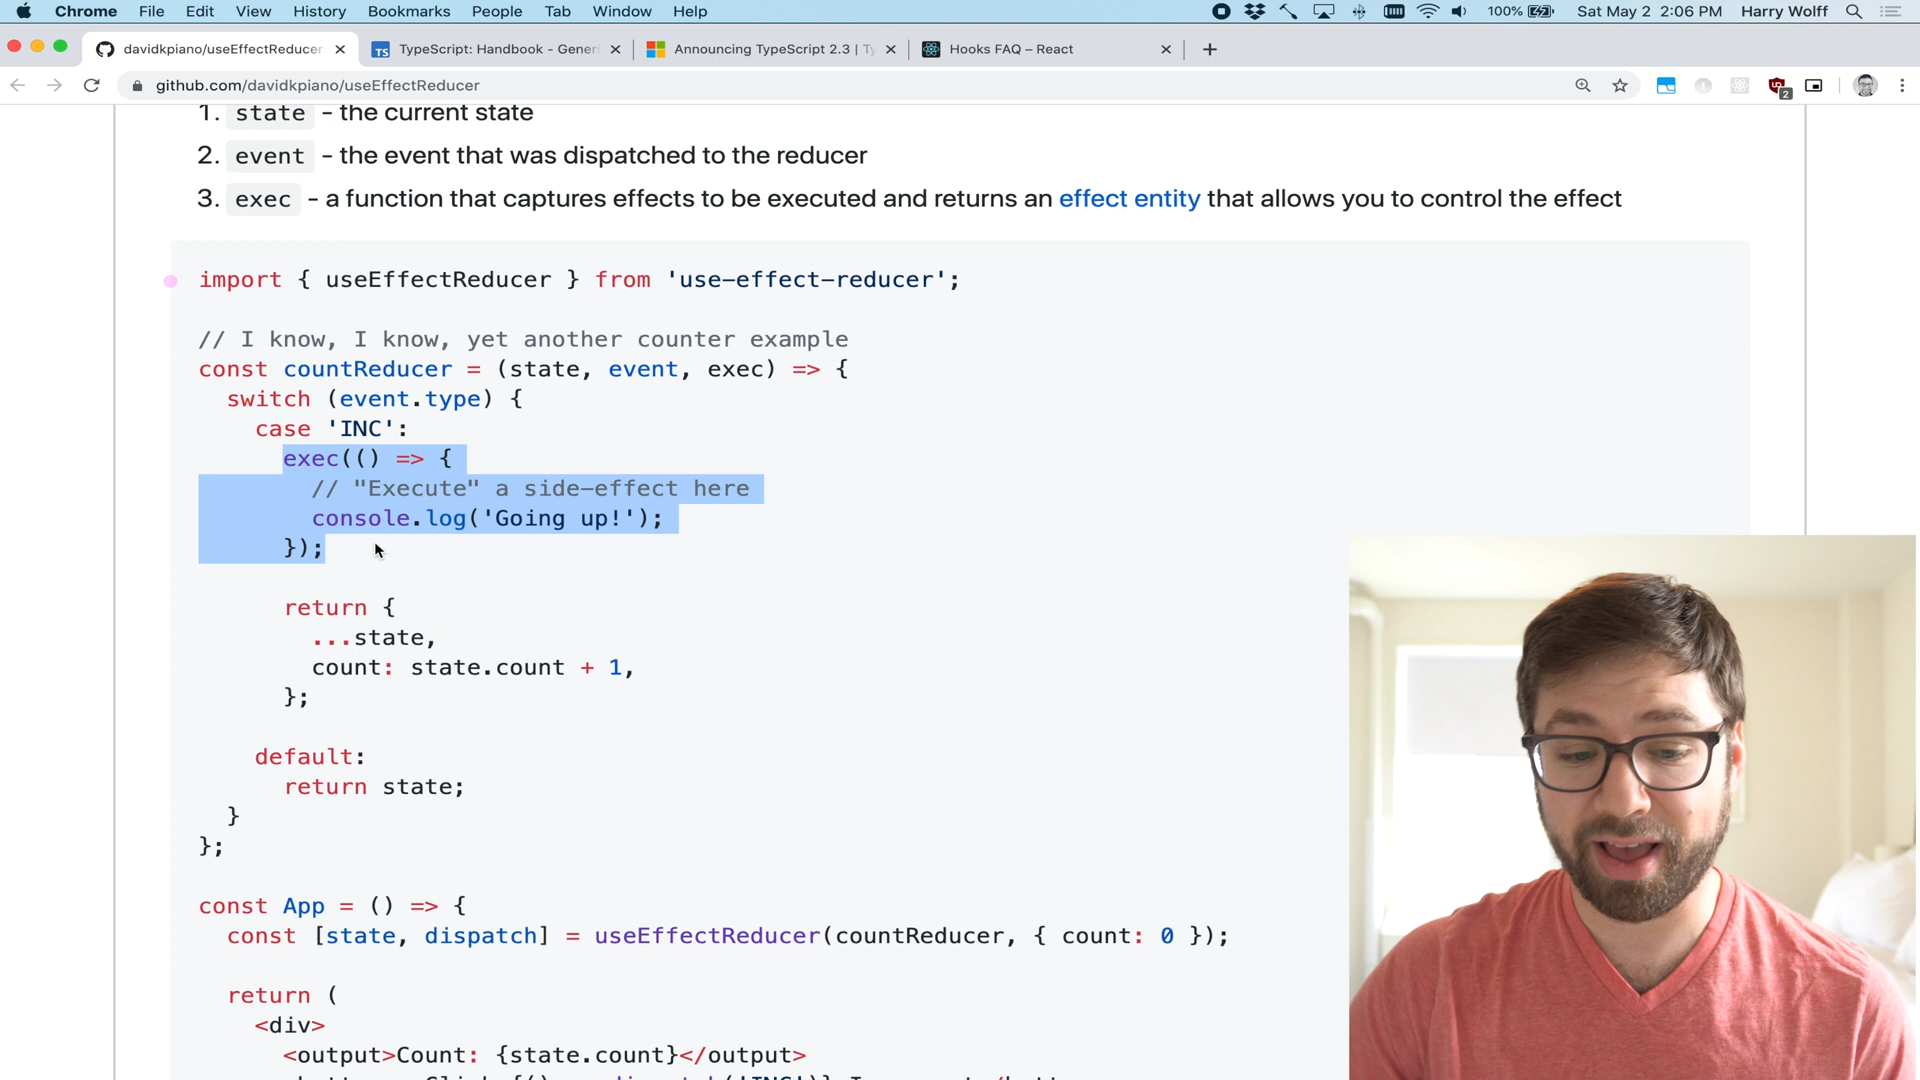 Chrome File Edit View History Bookmarks People Tab Window Help 100% Sat May 2 2:06 PM Harry Wolff
davidkpiano/useEffectReducer TypeScript: Handbook - Generi Announcing TypeScript 2.3 | Ty Hooks FAQ – React
github.com/davidkpiano/useEffectReducer 2
1. state - the current state
2. event - the event that was dispatched to the reducer
3. exec - a function that captures effects to be executed and returns an effect entity that allows you to control the effect
import { useEffectReducer } from 'use-effect-reducer';
// I know, I know, yet another counter example
const countReducer = (state, event, exec) => {
switch (event.type) {
case 'INC':
exec(() => {
// "Execute" a side-effect here
console.log('Going up!');
});
return {
...state,
count: state.count + 1,
};
default:
return state;
}
};
const App = () => {
const [state, dispatch] = useEffectReducer(countReducer, { count: 0 });
return (
<div>
<output>Count: {state.count}</output>